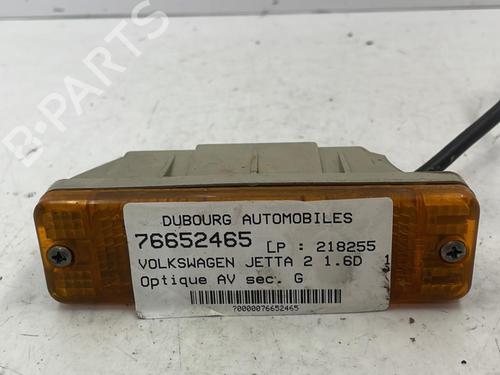 DUBOURG AUTOMOBILES
76652465 LP : 218255
VOLKSWAGEN JETTA 2 1.6D 1
Optique AV sec. G
?0000076652465
B-PARTS